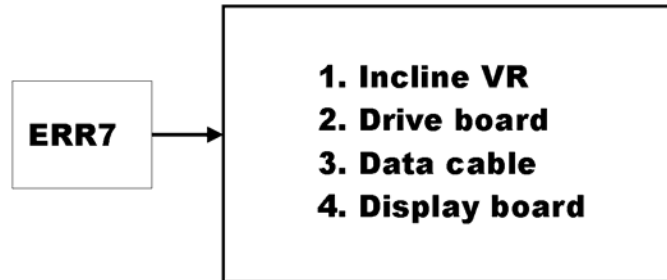 ERR7
1. Incline VR
2. Drive board
3. Data cable
4. Display board